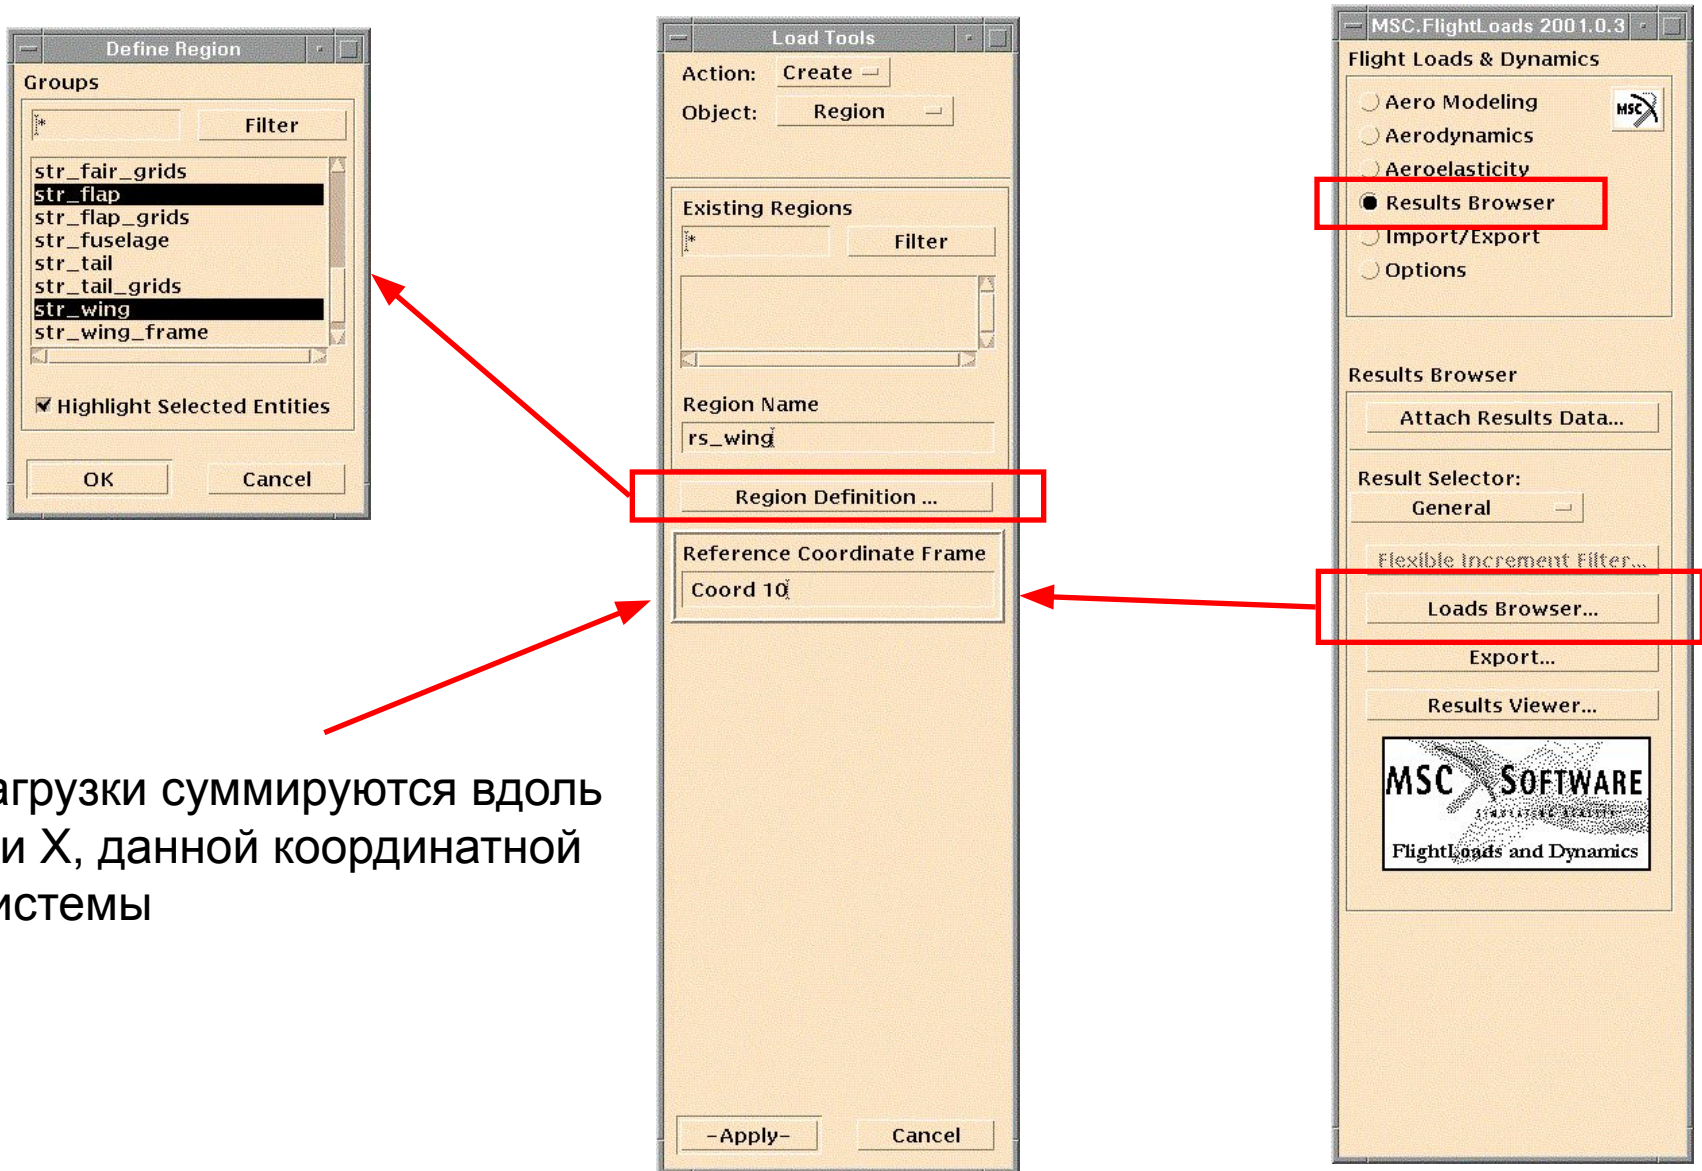 Define Region
Groups
*
Filter
str_fair_grids
str_flap
str_flap_grids
str_fuselage
str_tail
str_tail_grids
str_wing
str_wing_frame
Highlight Selected Entities
OK
Cancel
агрузки суммируются вдоль
и X, данной координатной
истемы
Load Tools
Action:
Create
Object:
Region
Existing Regions
*
Filter
Region Name
rs_wing
Region Definition ...
Reference Coordinate Frame
Coord 10
-Apply-
Cancel
MSC.FlightLoads 2001.0.3
Flight Loads & Dynamics
Aero Modeling
MSC
Aerodynamics
Aeroelasticity
Results Browser
Import/Export
Options
Results Browser
Attach Results Data...
Result Selector:
General
Flexible Increment Filter...
Loads Browser...
Export...
Results Viewer...
MSC SOFTWARE
SIMULATING REALITY
FlightLoads and Dynamics